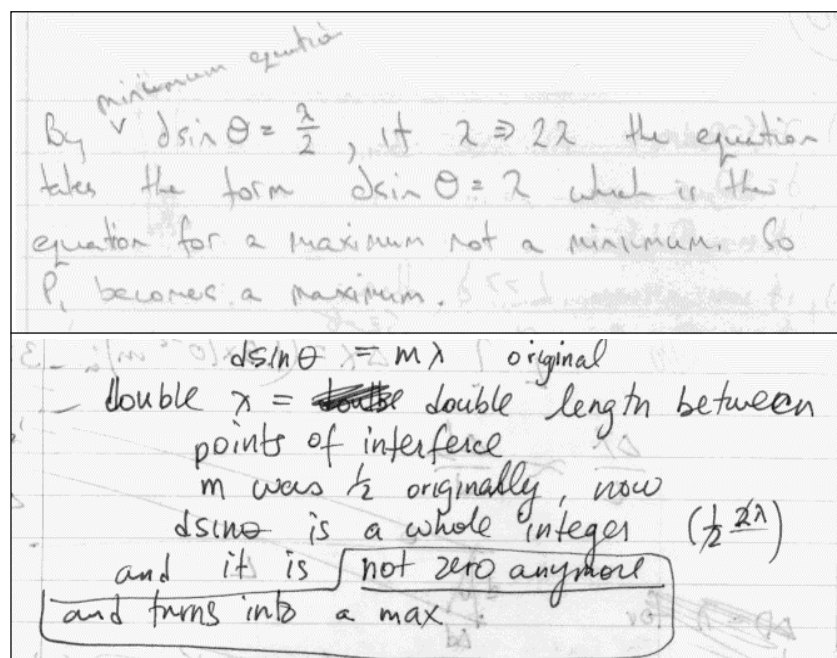 minimum equation
By ˅ dsin θ = λ/2, if λ ⇒ 2λ the equation
takes the form dsin θ = λ which is the
equation for a maximum not a minimum. So
P₁ becomes a maximum.
dsinθ = mλ original
double λ = double length between
points of interfece
m was ½ originally, now
dsinθ is a whole integer (½ 2λ)
and it is not zero anymore
and turns into a max